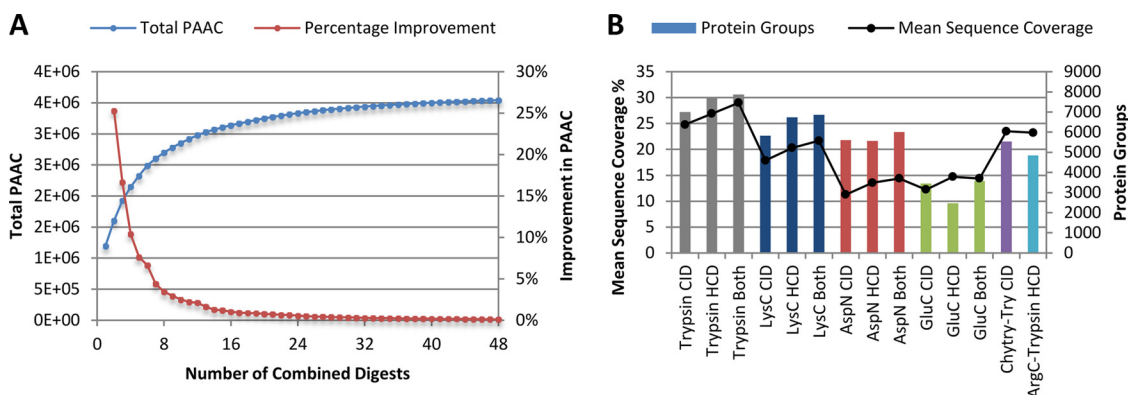 A
Total PAAC
Percentage Improvement
4E+06
4E+06
3E+06
3E+06
2E+06
2E+06
1E+06
5E+05
0E+00
Total PAAC
30%
25%
20%
15%
10%
5%
0%
Improvement in PAAC
0 8 16 24 32 40 48
Number of Combined Digests
B
Protein Groups
Mean Sequence Coverage
35
30
25
20
15
10
5
0
Mean Sequence Coverage %
9000
8000
7000
6000
5000
4000
3000
2000
1000
0
Protein Groups
Trypsin CID
Trypsin HCD
Trypsin Both
LysC CID
LysC HCD
LysC Both
AspN CID
AspN HCD
AspN Both
GluC CID
GluC HCD
GluC Both
Chytry-Try CID
ArgC-Trypsin HCD